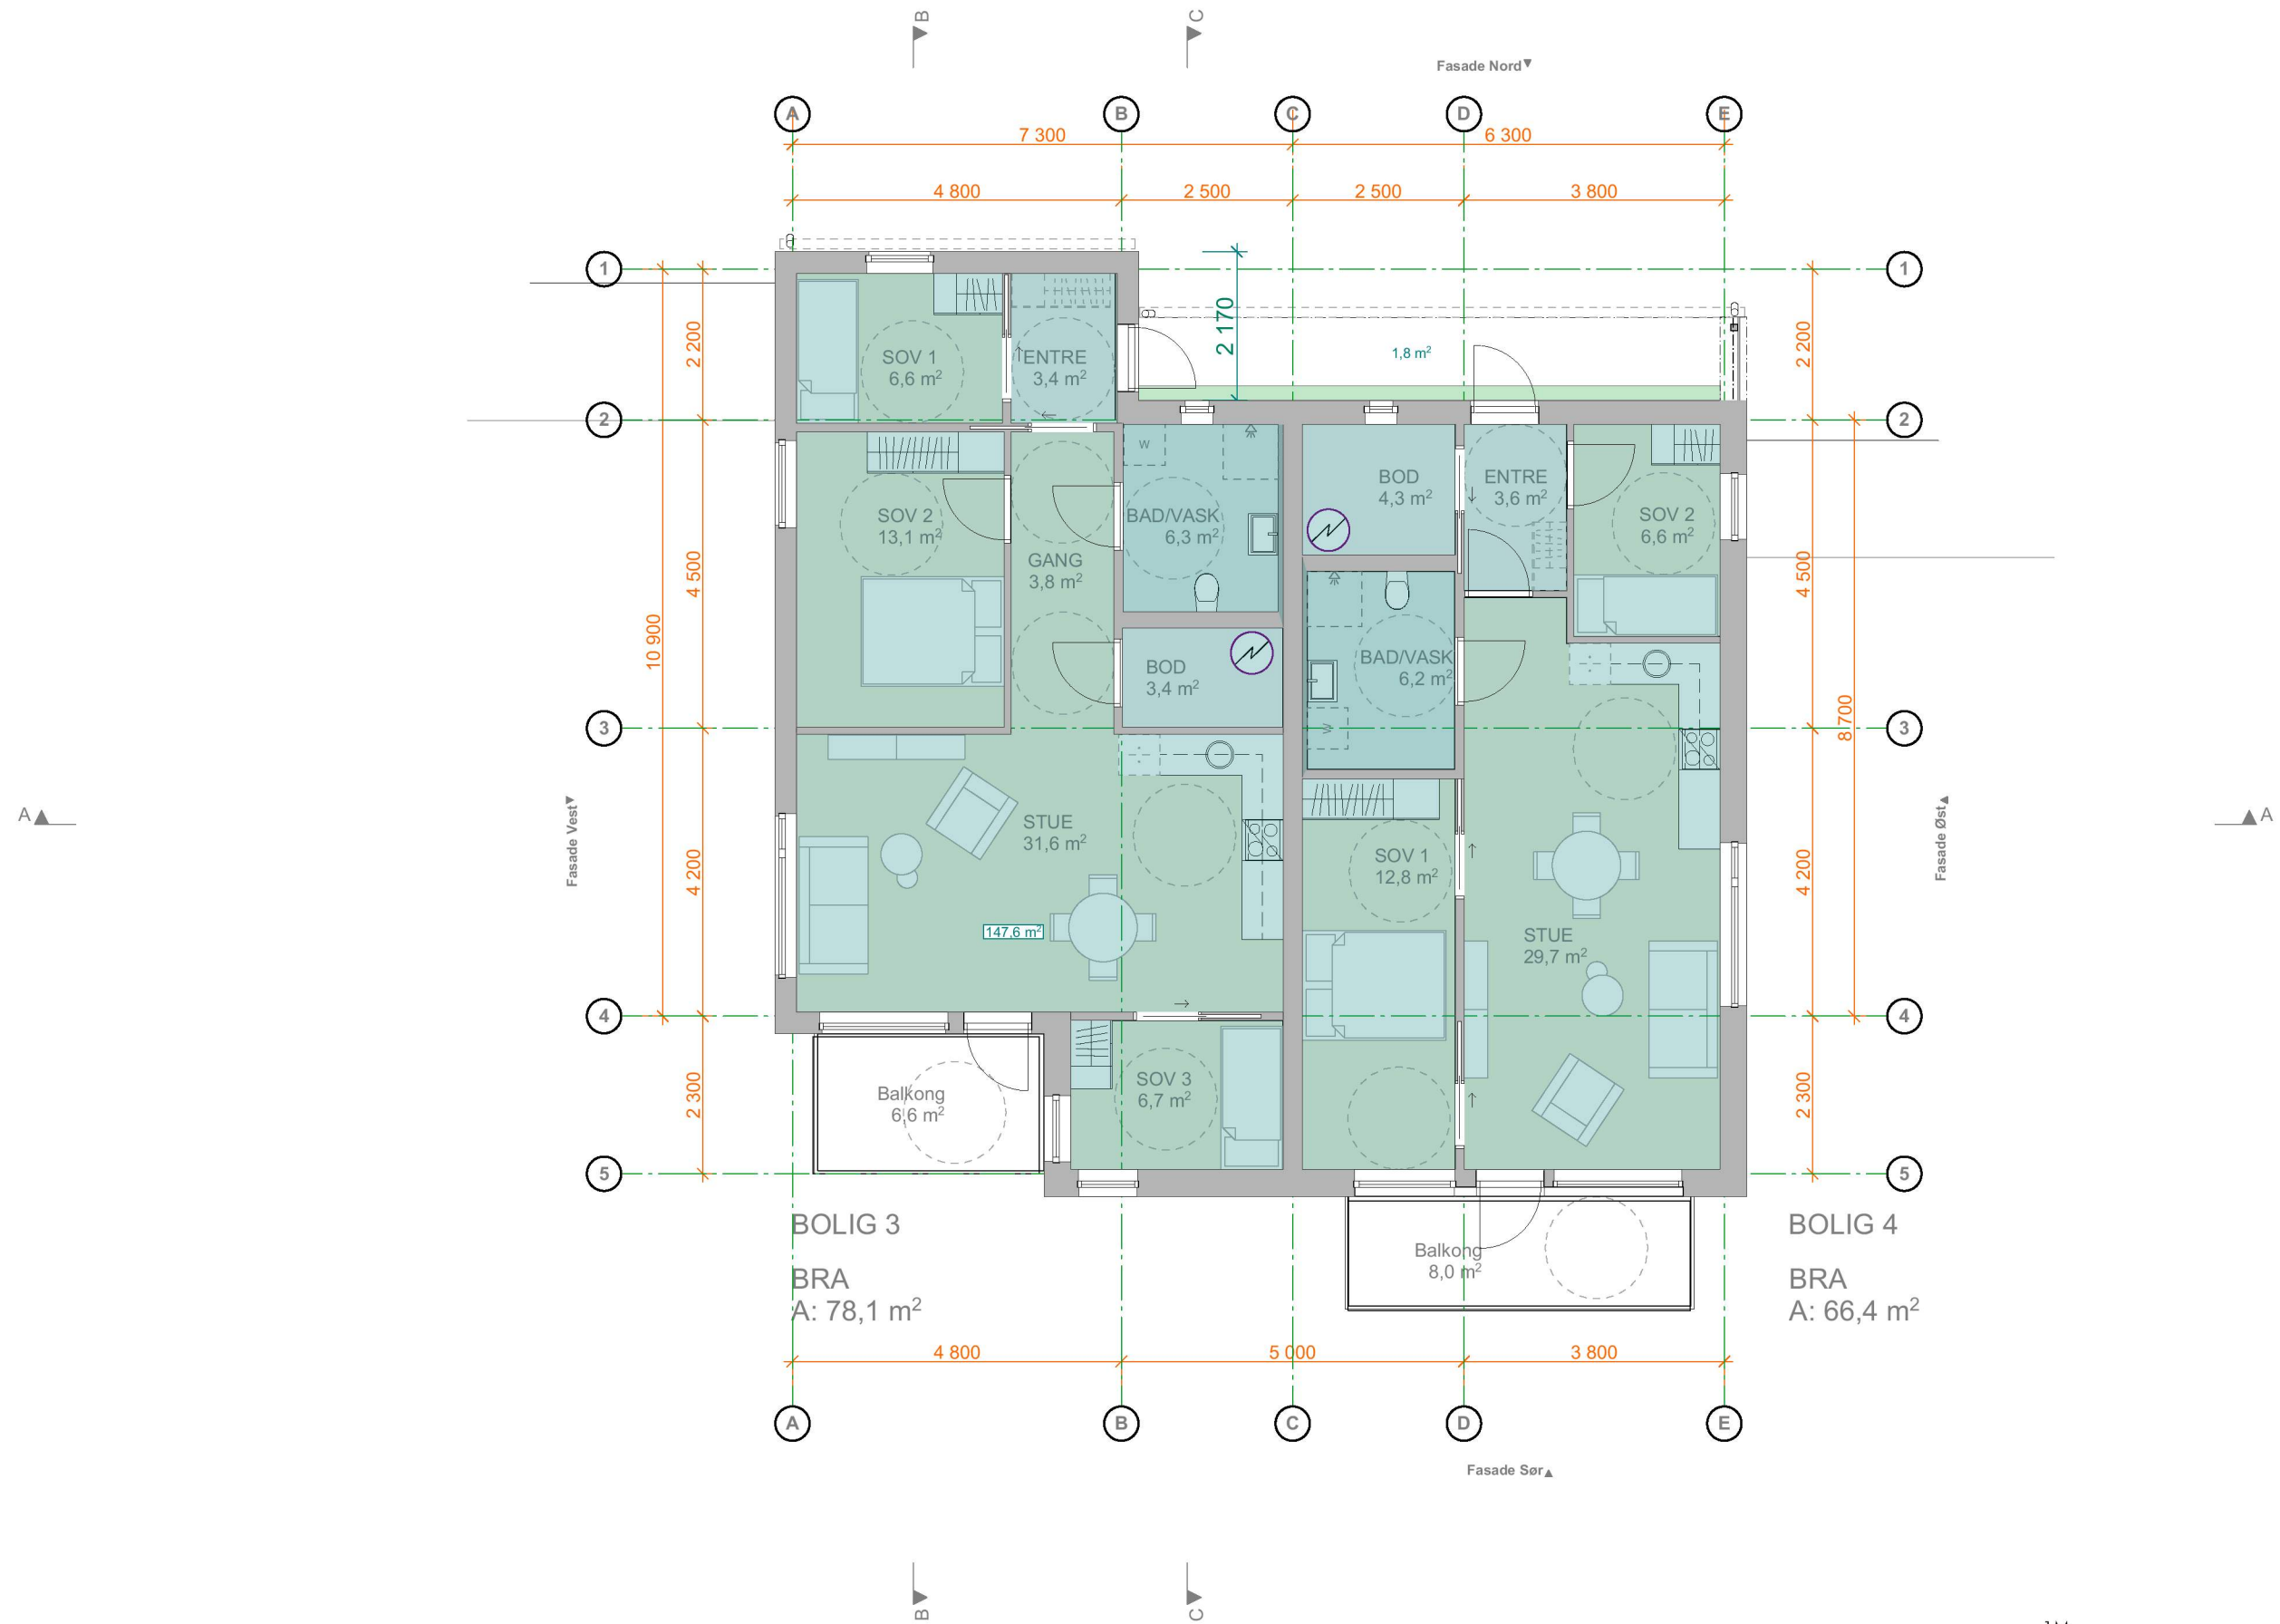 B
C
Fasade Nord
A
B
C
D
E
7 300
6 300
4 800
2 500
2 500
3 800
1
1
2 170
2 200
2 200
1,8 m²
SOV 1
6,6 m²
ENTRE
3,4 m²
2
2
BOD
4,3 m²
ENTRE
3,6 m²
SOV 2
13,1 m²
BAD/VASK
6,3 m²
W
SOV 2
6,6 m²
GANG
3,8 m²
4 500
4 500
10 900
8 700
BOD
3,4 m²
BAD/VASK
6,2 m²
W
3
3
A
A
Fasade Vest
Fasade Øst
STUE
31,6 m²
SOV 1
12,8 m²
4 200
4 200
147,6 m²
STUE
29,7 m²
4
4
Balkong
6,6 m²
SOV 3
6,7 m²
2 300
2 300
5
5
BOLIG 3
BRA
A: 78,1 m²
Balkong
8,0 m²
BOLIG 4
BRA
A: 66,4 m²
4 800
5 000
3 800
A
B
C
D
E
Fasade Sør
B
C